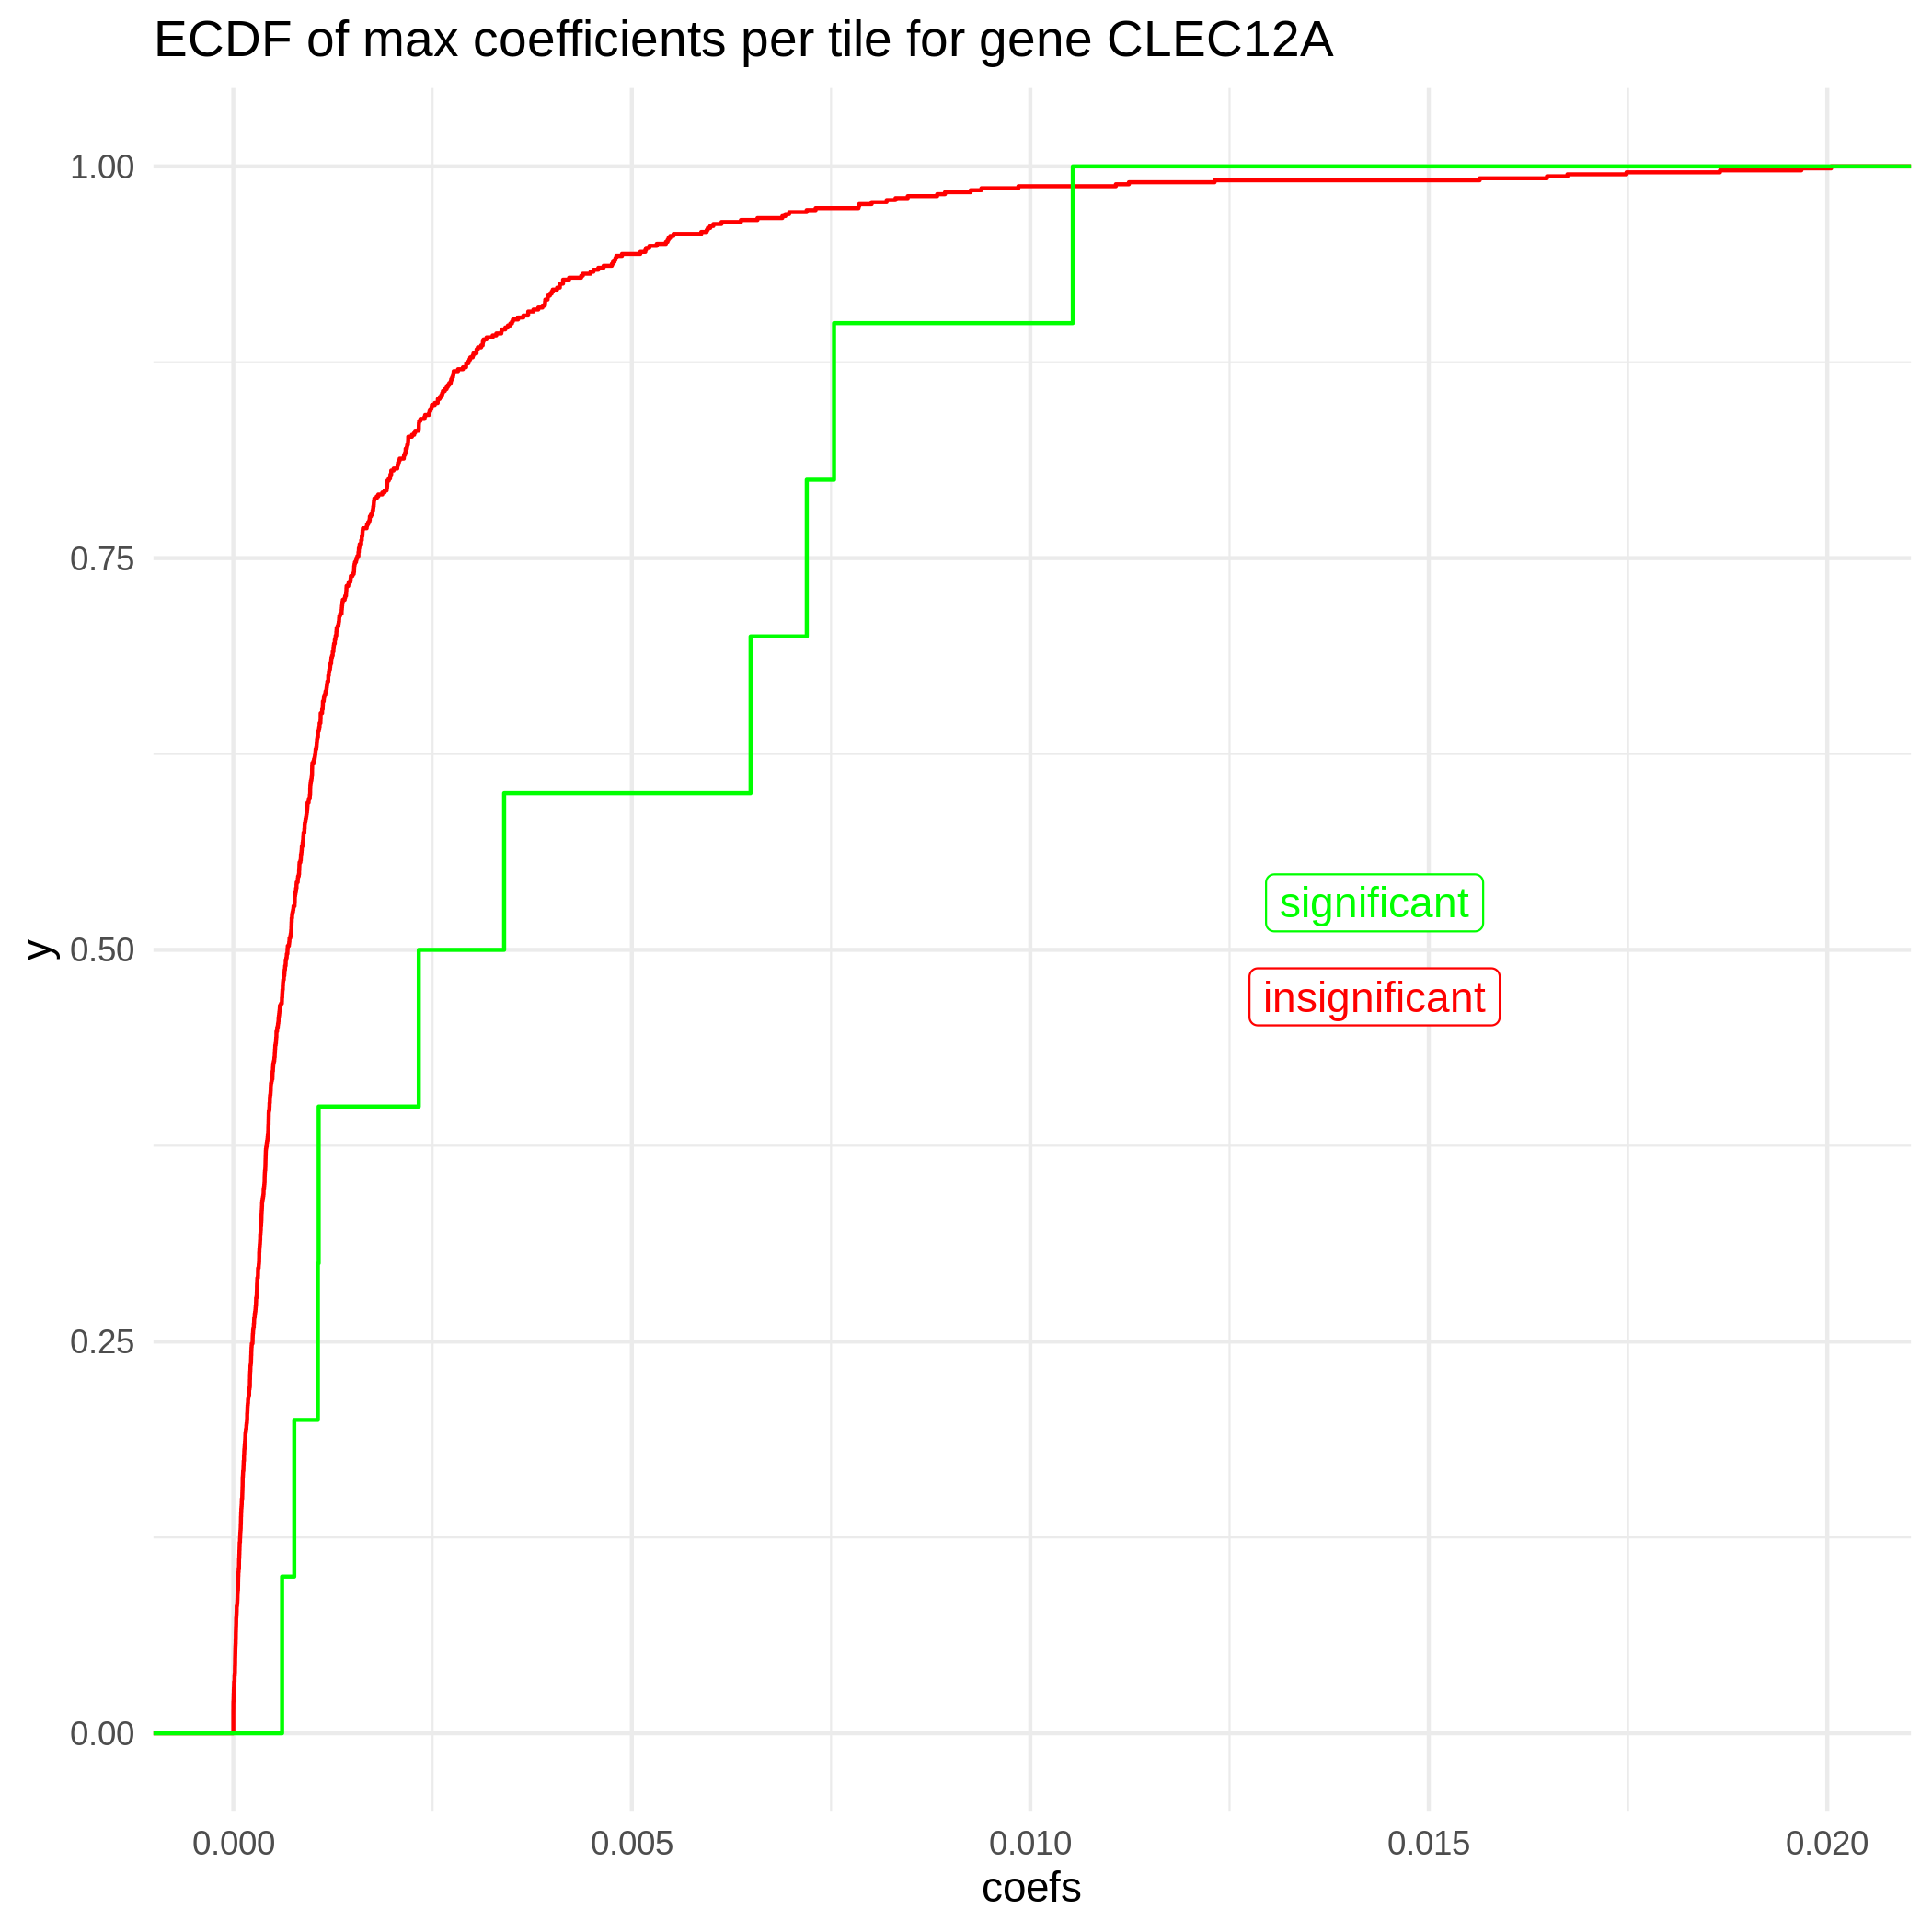 ECDF of max coefficients per tile for gene CLEC12A
1.00
0.75
0.50
0.25
0.00
y
significant
insignificant
0.000 0.005 0.010 0.015 0.020
coefs